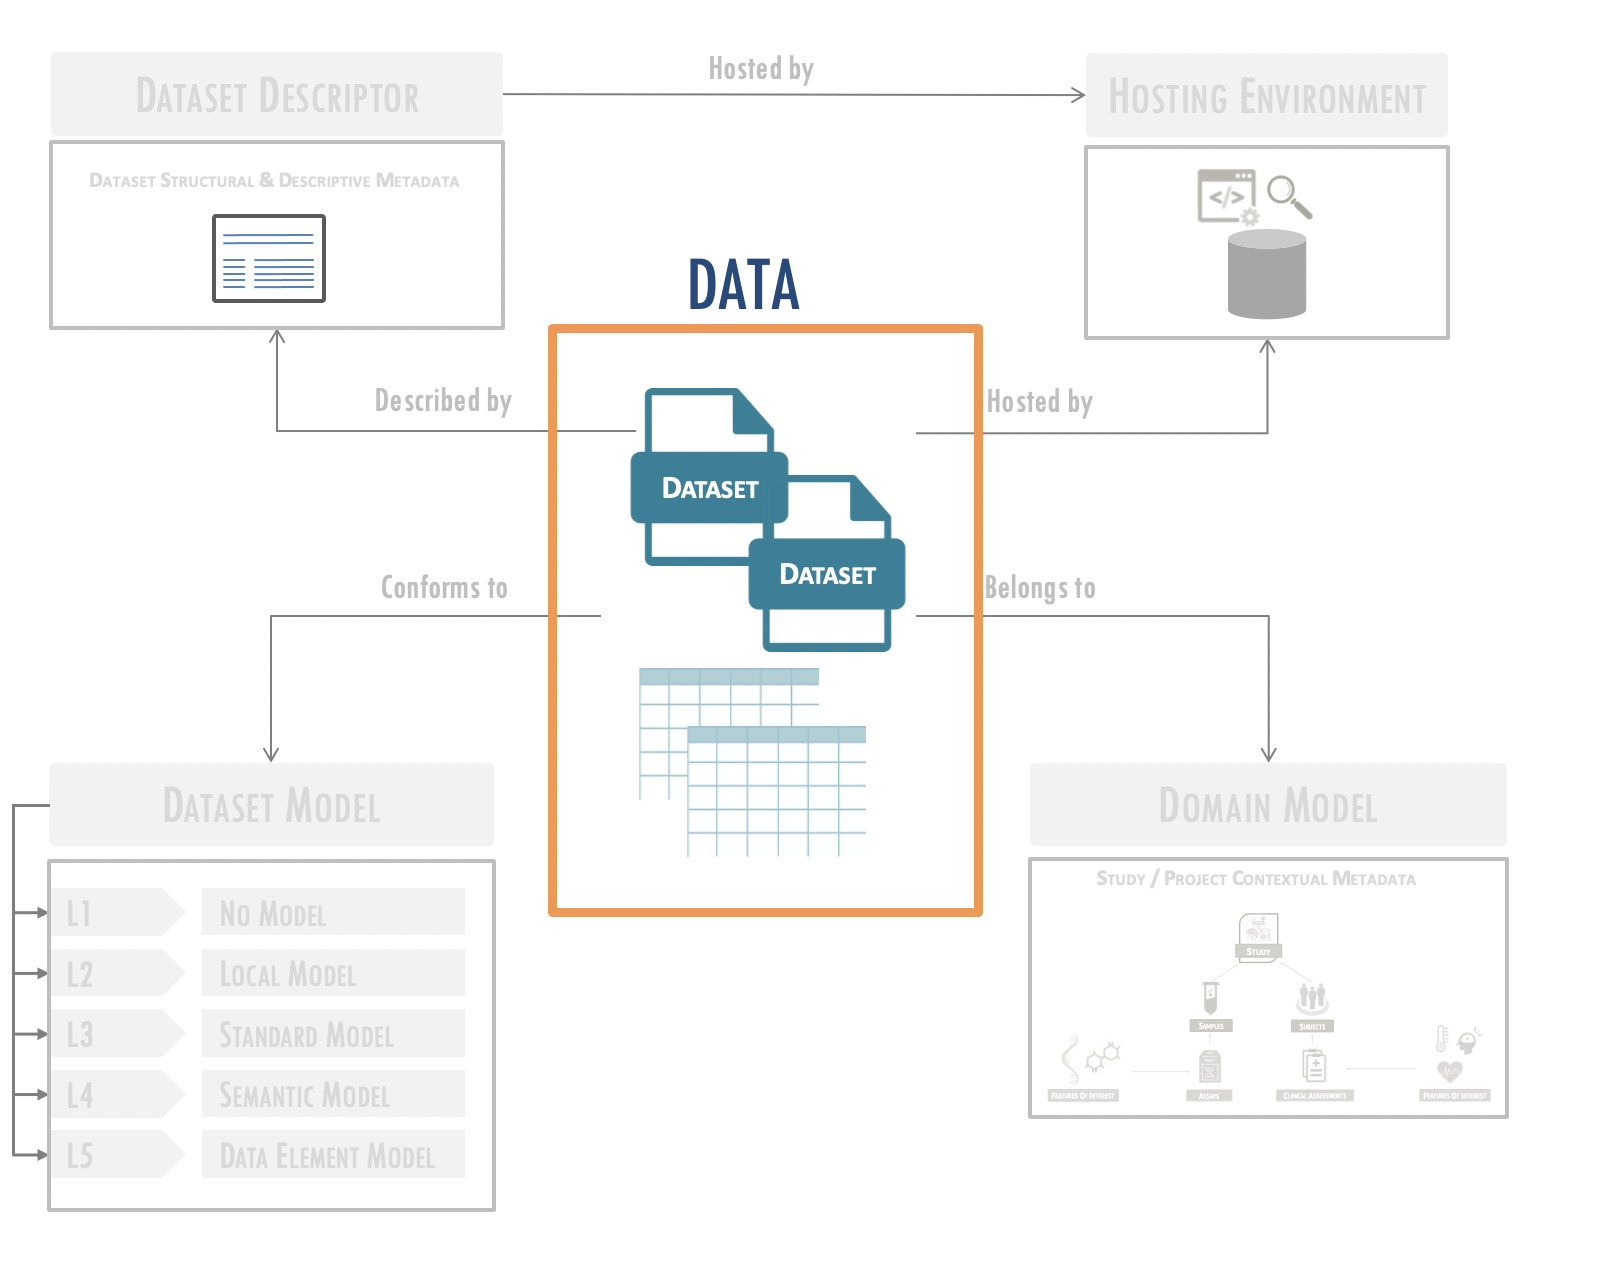 Hosted by
DATASET DESCRIPTOR
HOSTING ENVIRONMENT
DATASET STRUCTURAL & DESCRIPTIVE METADATA
</>
DATA
Described by
Hosted by
DATASET
DATASET
Conforms to
Belongs to
DATASET MODEL
DOMAIN MODEL
L1 NO MODEL
L2 LOCAL MODEL
L3 STANDARD MODEL
L4 SEMANTIC MODEL
L5 DATA ELEMENT MODEL
STUDY / PROJECT CONTEXTUAL METADATA
STUDY
SAMPLES
SUBJECTS
FEATURES OF INTEREST
ASSAYS
CLINICAL ASSESSMENTS
FEATURES OF INTEREST